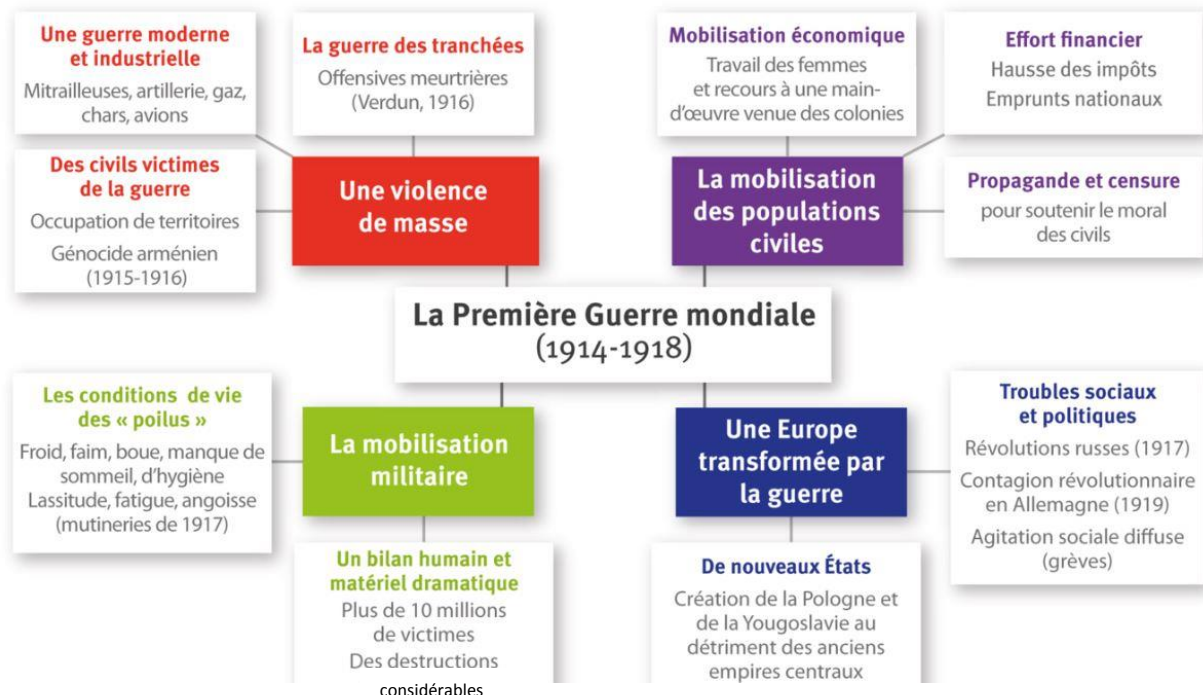 Une guerre moderne
et industrielle
Mitrailleuses, artillerie, gaz,
chars, avions
La guerre des tranchées
Offensives meurtrières
(Verdun, 1916)
Des civils victimes
de la guerre
Occupation de territoires
Génocide arménien
(1915-1916)
Une violence
de masse
Mobilisation économique
Travail des femmes
et recours à une main-
d'œuvre venue des colonies
Effort financier
Hausse des impôts
Emprunts nationaux
La mobilisation
des populations
civiles
Propagande et censure
pour soutenir le moral
des civils
La Première Guerre mondiale
(1914-1918)
Les conditions de vie
des « poilus »
Froid, faim, boue, manque de
sommeil, d'hygiène
Lassitude, fatigue, angoisse
(mutineries de 1917)
La mobilisation
militaire
Un bilan humain et
matériel dramatique
Plus de 10 millions
de victimes
Des destructions
considérables
Une Europe
transformée par
la guerre
Troubles sociaux
et politiques
Révolutions russes (1917)
Contagion révolutionnaire
en Allemagne (1919)
Agitation sociale diffuse
(grèves)
De nouveaux États
Création de la Pologne et
de la Yougoslavie au
détriment des anciens
empires centraux